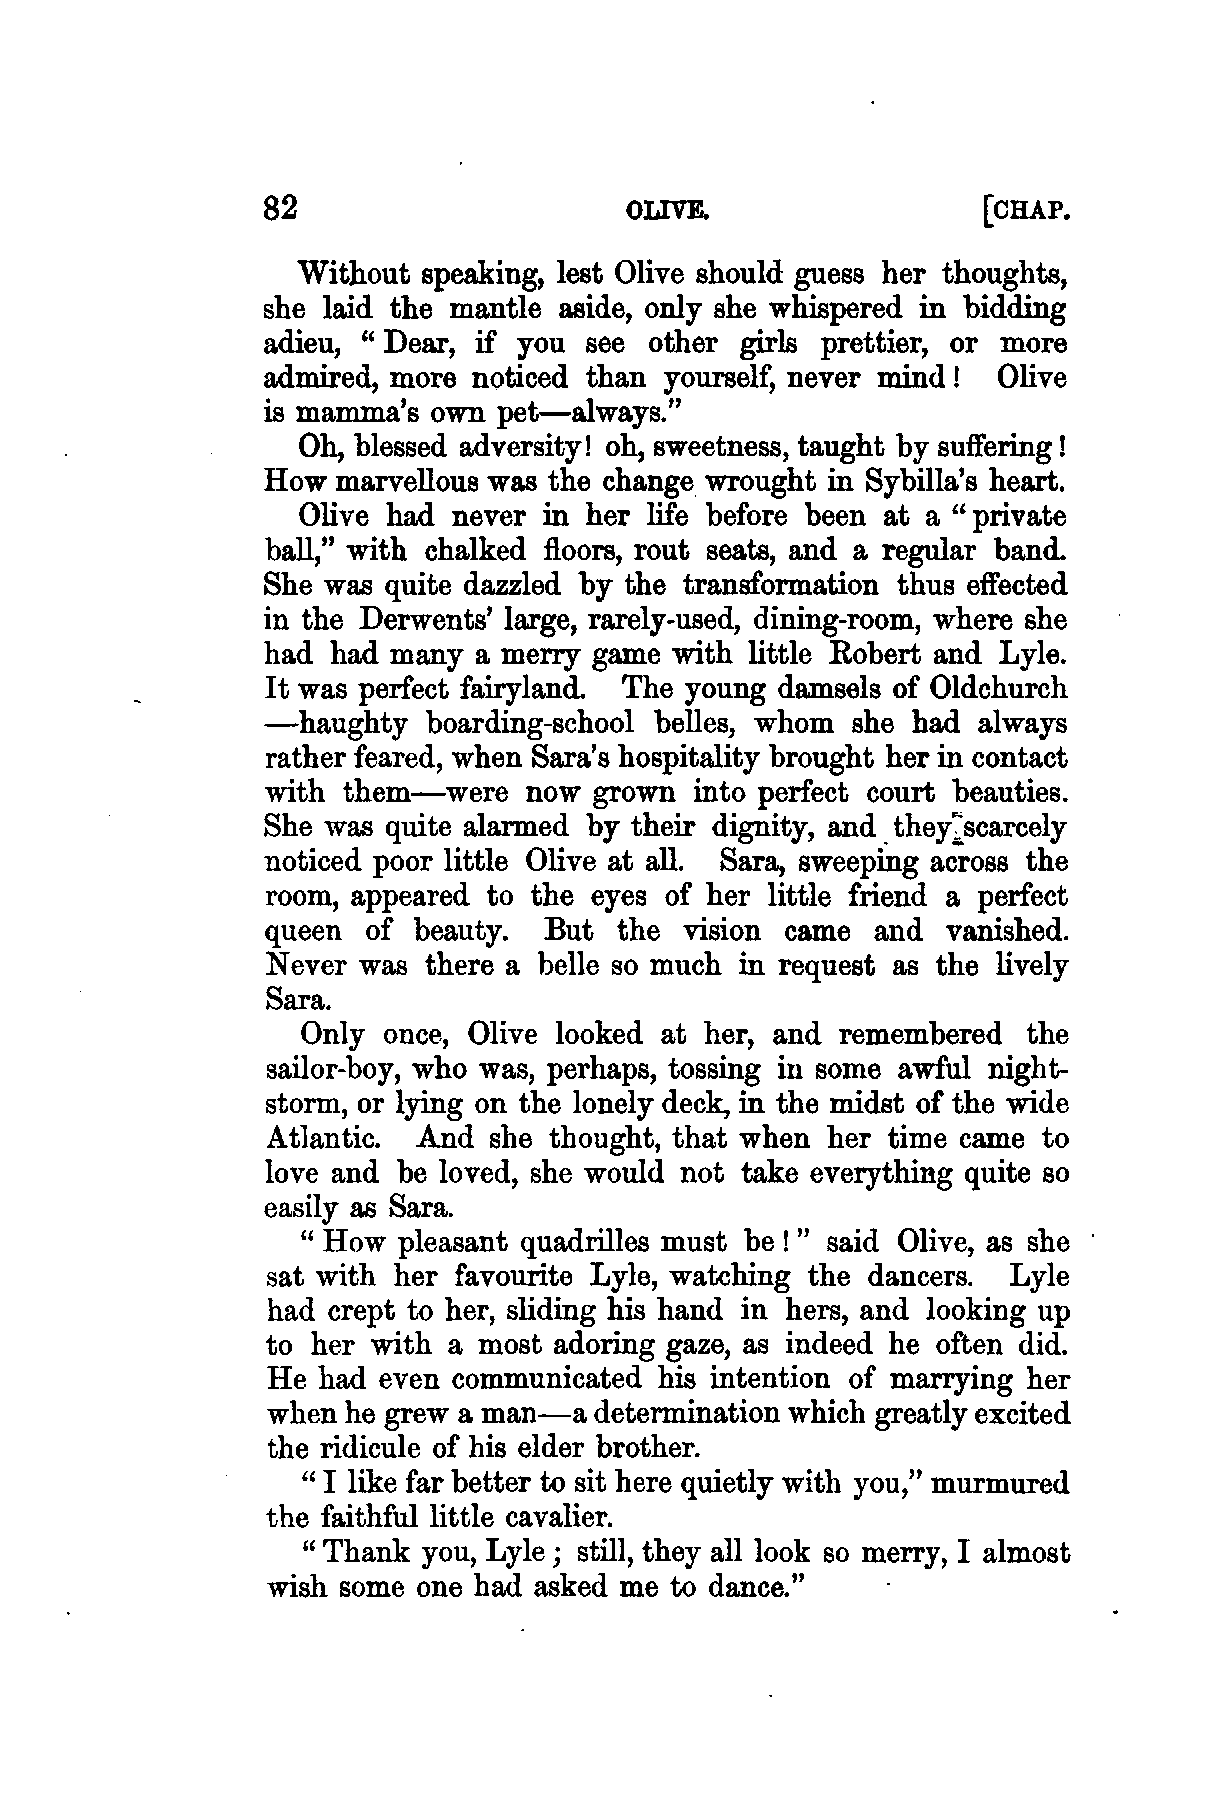 82 OLIVE. [CHAP.
Without speaking, lest Olive should guess her thoughts,
she laid the mantle aside, only she whispered in bidding
adieu, “Dear, if you see other girls prettier, or more
admired, more noticed than yourself, never mind! Olive
is mamma’s own pet—always.”
Oh, blessed adversity! oh, sweetness, taught by suffering!
How marvellous was the change wrought in Sybilla’s heart.
Olive had never in her life before been at a “private
ball,” with chalked floors, rout seats, and a regular band.
She was quite dazzled by the transformation thus effected
in the Derwents’ large, rarely-used, dining-room, where she
had had many a merry game with little Robert and Lyle.
It was perfect fairyland. The young damsels of Oldchurch
—haughty boarding-school belles, whom she had always
rather feared, when Sara’s hospitality brought her in contact
with them—were now grown into perfect court beauties.
She was quite alarmed by their dignity, and they scarcely
noticed poor little Olive at all. Sara, sweeping across the
room, appeared to the eyes of her little friend a perfect
queen of beauty. But the vision came and vanished.
Never was there a belle so much in request as the lively
Sara.
Only once, Olive looked at her, and remembered the
sailor-boy, who was, perhaps, tossing in some awful night-
storm, or lying on the lonely deck, in the midst of the wide
Atlantic. And she thought, that when her time came to
love and be loved, she would not take everything quite so
easily as Sara.
“How pleasant quadrilles must be!” said Olive, as she
sat with her favourite Lyle, watching the dancers. Lyle
had crept to her, sliding his hand in hers, and looking up
to her with a most adoring gaze, as indeed he often did.
He had even communicated his intention of marrying her
when he grew a man—a determination which greatly excited
the ridicule of his elder brother.
“I like far better to sit here quietly with you,” murmured
the faithful little cavalier.
“Thank you, Lyle; still, they all look so merry, I almost
wish some one had asked me to dance.”